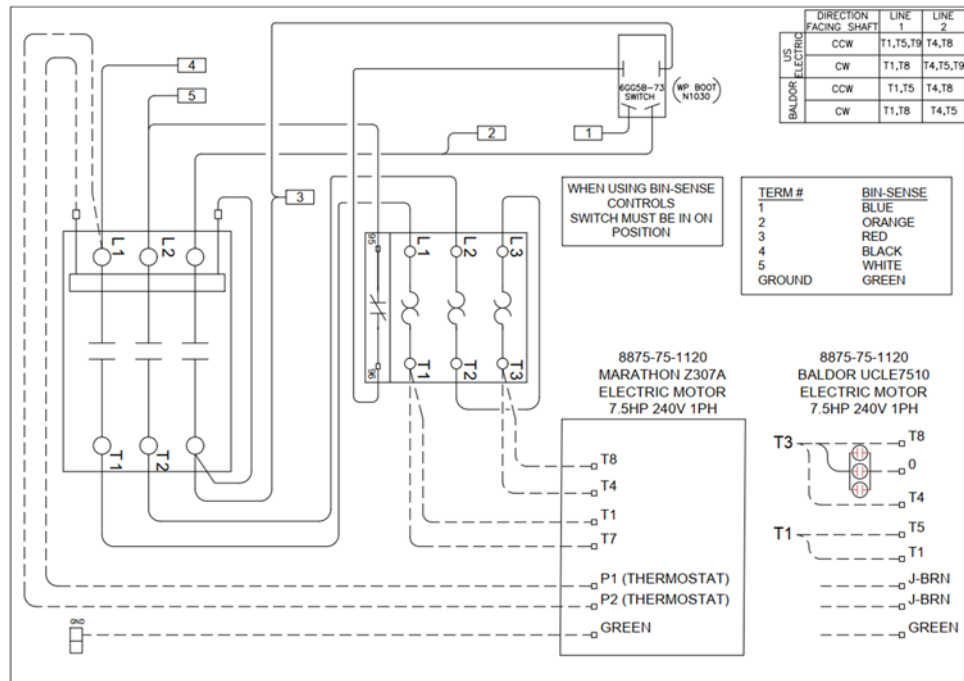 DIRECTION FACING SHAFT LINE 1 LINE 2
US ELECTRIC
CCW T1,T5,T9 T4,T8
CW T1,T8 T4,T5,T9
BALDOR
CCW T1,T5 T4,T8
CW T1,T8 T4,T5
4
5
6GG5B-73
SWITCH
(WP BOOT
N1030)
2
1
3
WHEN USING BIN-SENSE
CONTROLS
SWITCH MUST BE IN ON
POSITION
TERM # BIN-SENSE
1 BLUE
2 ORANGE
3 RED
4 BLACK
5 WHITE
GROUND GREEN
L1 L2
T1 T2
95 L1 L2 L3
96 T1 T2 T3
8875-75-1120
MARATHON Z307A
ELECTRIC MOTOR
7.5HP 240V 1PH
T8
T4
T1
T7
P1 (THERMOSTAT)
P2 (THERMOSTAT)
GREEN
GND
8875-75-1120
BALDOR UCLE7510
ELECTRIC MOTOR
7.5HP 240V 1PH
T3 T8
0
T4
T1 T5
T1
J-BRN
J-BRN
GREEN